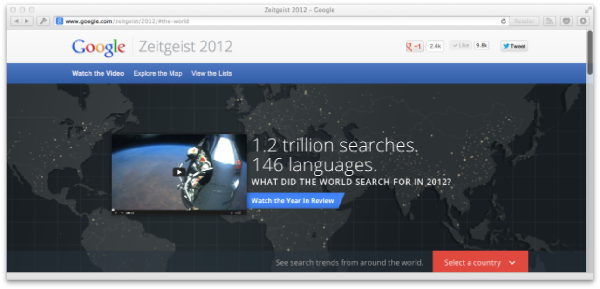 Zeitgeist 2012 – Google
www.google.com/zeitgeist/2012/#the-world
Reader
Google Zeitgeist 2012
+1 2.4k Like 9.8k Tweet
Watch the Video Explore the Map View the Lists
1.2 trillion searches.
146 languages.
WHAT DID THE WORLD SEARCH FOR IN 2012?
Watch the Year In Review
See search trends from around the world. Select a country